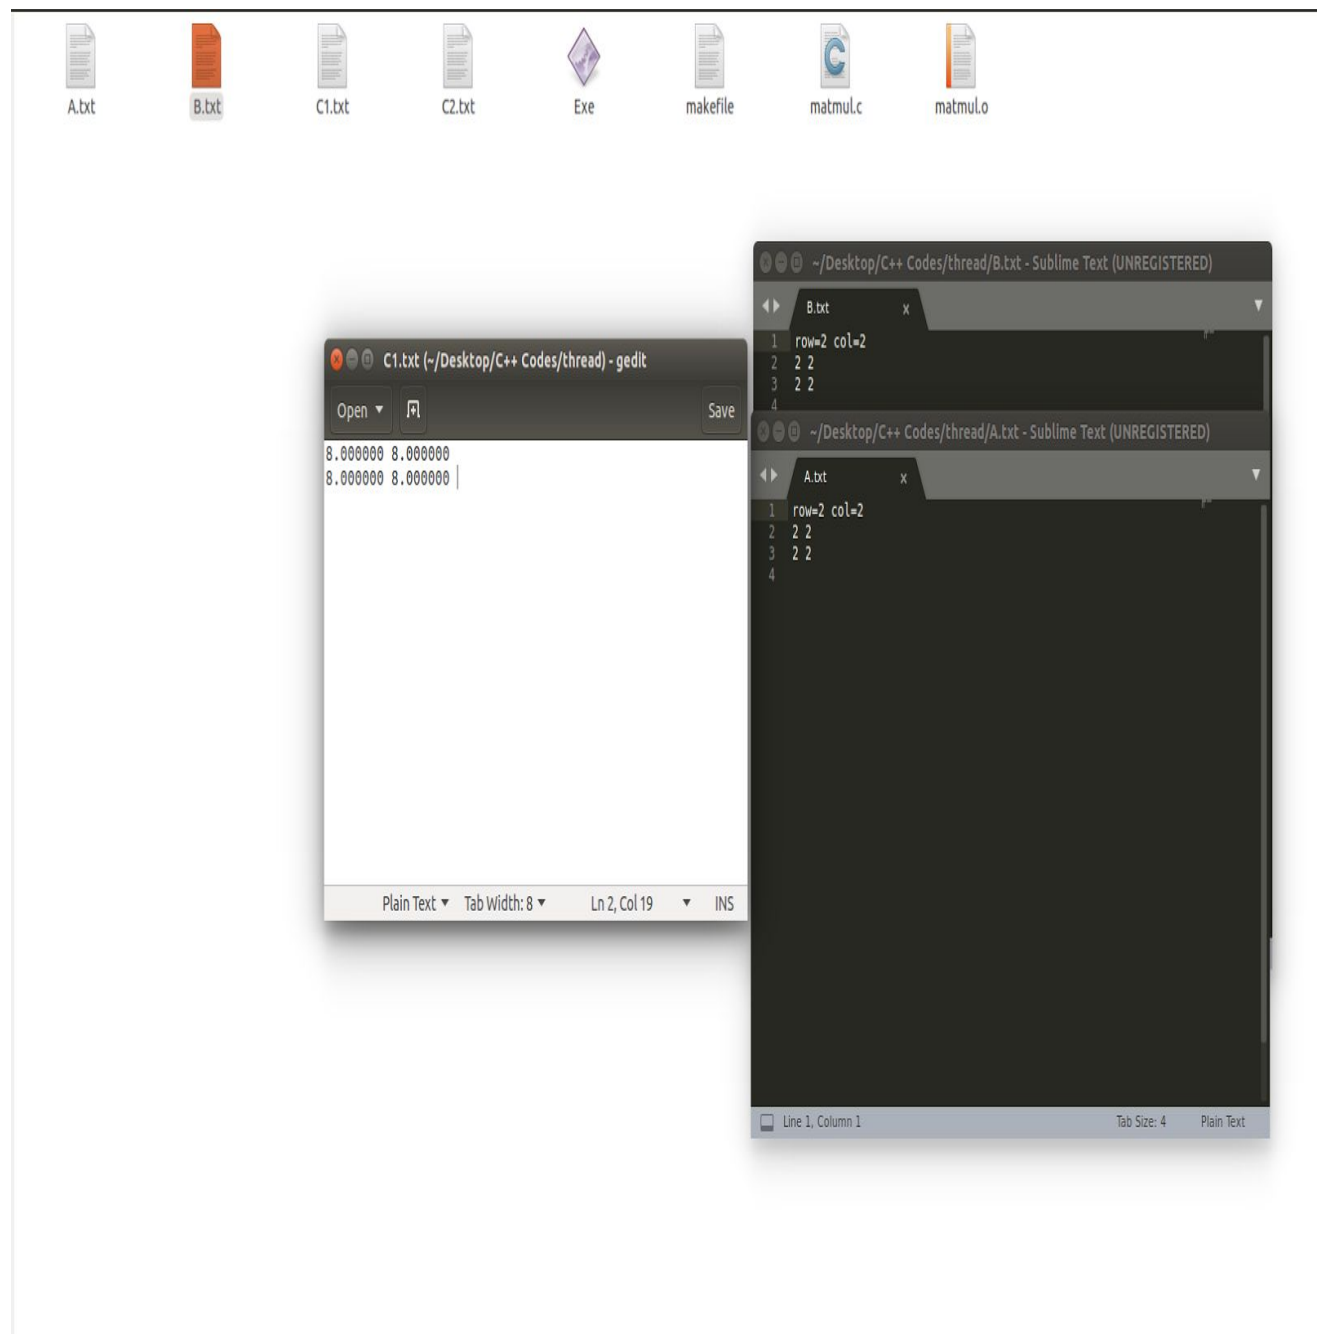 A.txt B.txt C1.txt C2.txt Exe makefile matmul.c matmul.o
~/Desktop/C++ Codes/thread/B.txt - Sublime Text (UNREGISTERED)
B.txt x
1 row=2 col=2
2 2 2
3 2 2
4
C1.txt (~/Desktop/C++ Codes/thread) - gedit
Open Save
8.000000 8.000000
8.000000 8.000000
Plain Text Tab Width: 8 Ln 2, Col 19 INS
~/Desktop/C++ Codes/thread/A.txt - Sublime Text (UNREGISTERED)
A.txt x
1 row=2 col=2
2 2 2
3 2 2
4
Line 1, Column 1 Tab Size: 4 Plain Text